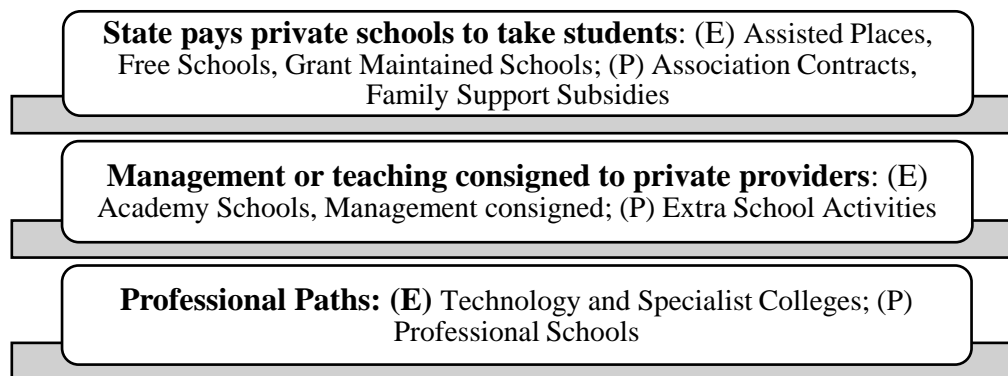 State pays private schools to take students: (E) Assisted Places,
Free Schools, Grant Maintained Schools; (P) Association Contracts,
Family Support Subsidies
Management or teaching consigned to private providers: (E)
Academy Schools, Management consigned; (P) Extra School Activities
Professional Paths: (E) Technology and Specialist Colleges; (P)
Professional Schools